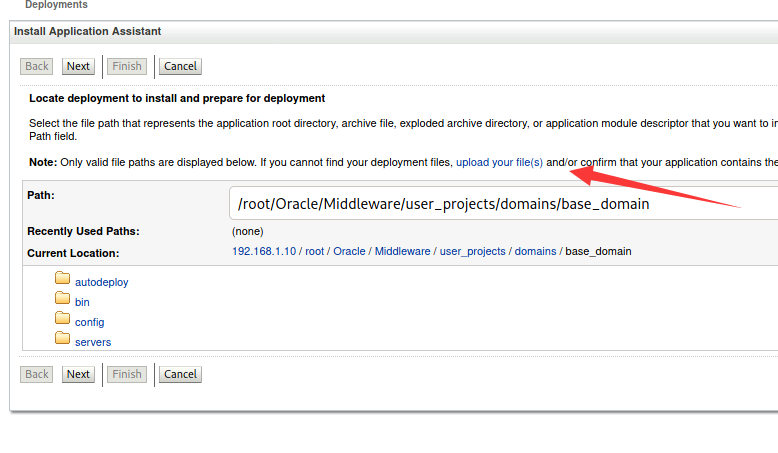 Deployments
Install Application Assistant
Back Next Finish Cancel
Locate deployment to install and prepare for deployment
Select the file path that represents the application root directory, archive file, exploded archive directory, or application module descriptor that you want to in
Path field.
Note: Only valid file paths are displayed below. If you cannot find your deployment files, upload your file(s) and/or confirm that your application contains the
Path: /root/Oracle/Middleware/user_projects/domains/base_domain
Recently Used Paths: (none)
Current Location: 192.168.1.10 / root / Oracle / Middleware / user_projects / domains / base_domain
autodeploy
bin
config
servers
Back Next Finish Cancel